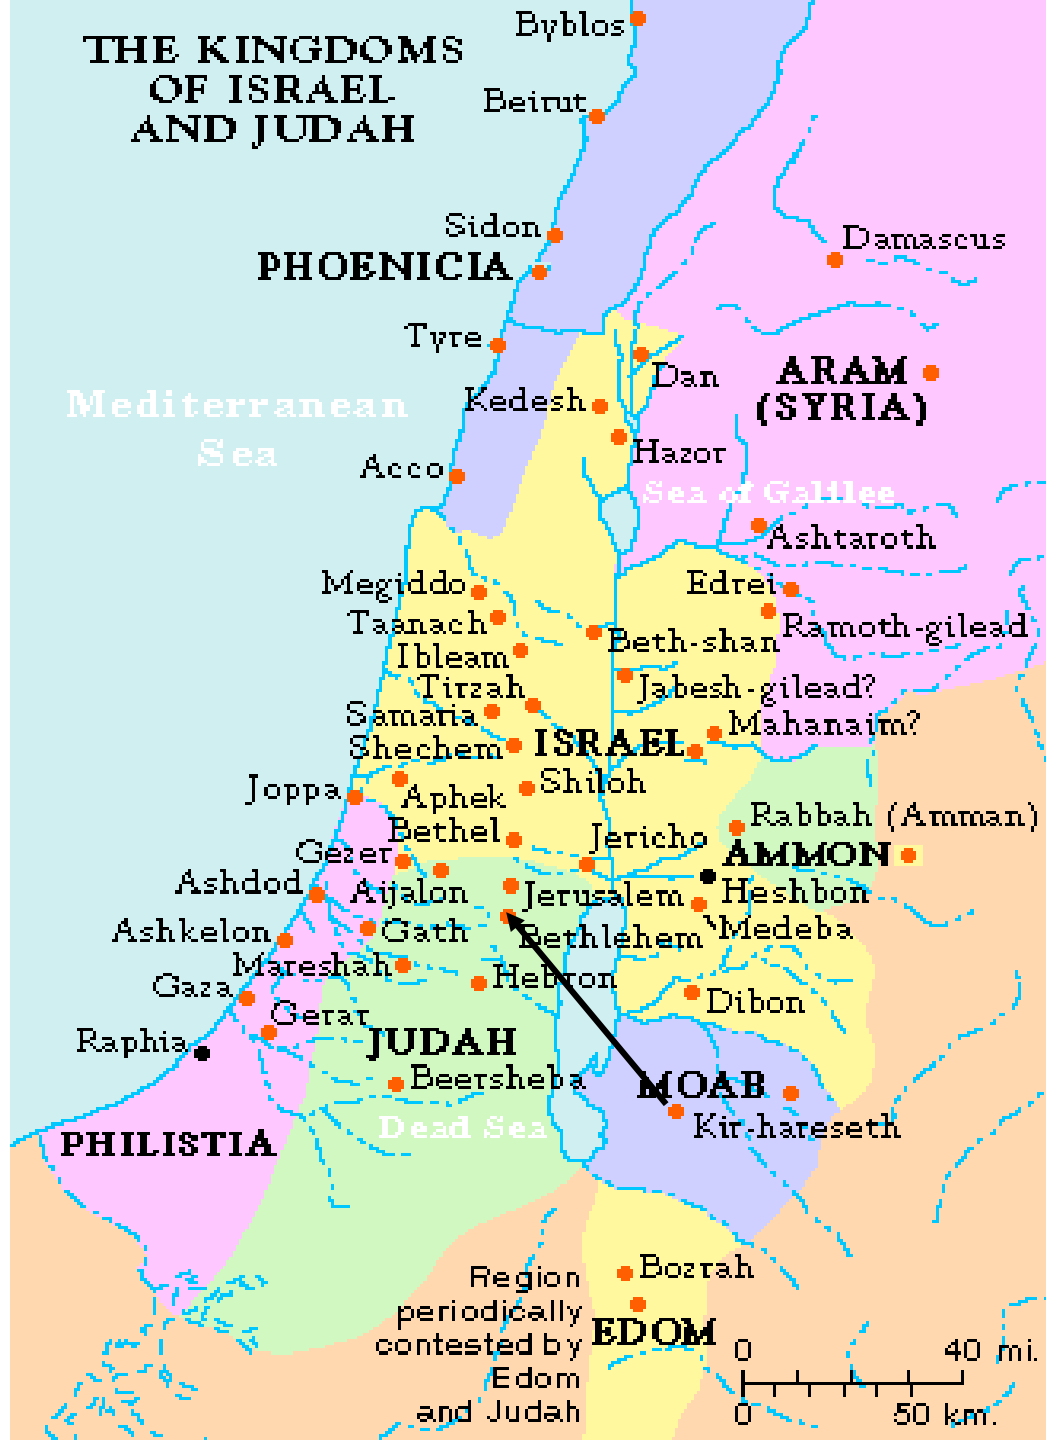 THE KINGDOMS
OF ISRAEL
AND JUDAH
Byblos
Beirut
Sidon
PHOENICIA
Damascus
Tyre
Dan
ARAM
(SYRIA)
Kedesh
Mediterranean
Sea
Hazor
Acco
Sea of Galilee
Ashtaroth
Megiddo
Edrei
Taanach
Ramoth-gilead
Beth-shan
Ibleam
Tirzah
Jabesh-gilead?
Samaria
Mahanaim?
Shechem
ISRAEL
Joppa
Shiloh
Aphek
Rabbah (Amman)
Bethel
Jericho
Gezer
AMMON
Ashdod
Aijalon
Jerusalem
Heshbon
Ashkelon
Gath
Bethlehem
Medeba
Mareshah
Gaza
Hebron
Dibon
Gerar
Raphia
JUDAH
Beersheba
MOAB
Dead Sea
Kir-hareseth
PHILISTIA
Bozrah
Region
periodically
contested by
Edom
and Judah
EDOM
0 40 mi.
0 50 km.